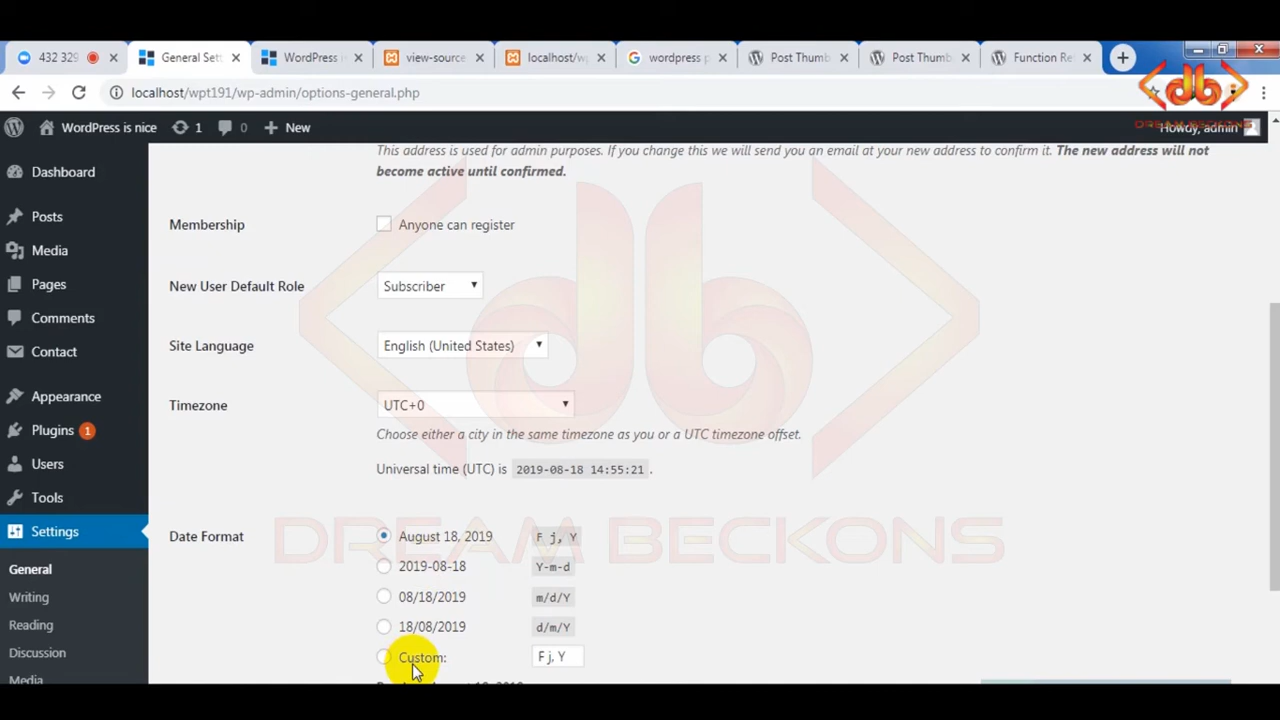 432 329
General Set
WordPress is
view-source
localhost/wp
wordpress p
Post Thumb
Post Thumb
Function Re
localhost/wpt191/wp-admin/options-general.php
DREAM BECKONS
WordPress is nice
1
0
New
Howdy, admin
Dashboard
Posts
Media
Pages
Comments
Contact
Appearance
Plugins 1
Users
Tools
Settings
General
Writing
Reading
Discussion
Media
This address is used for admin purposes. If you change this we will send you an email at your new address to confirm it. The new address will not
become active until confirmed.
Membership
Anyone can register
New User Default Role
Subscriber
Site Language
English (United States)
Timezone
UTC+0
Choose either a city in the same timezone as you or a UTC timezone offset.
Universal time (UTC) is 2019-08-18 14:55:21 .
Date Format
August 18, 2019 F j, Y
2019-08-18 Y-m-d
08/18/2019 m/d/Y
18/08/2019 d/m/Y
Custom: F j, Y
DREAM BECKONS